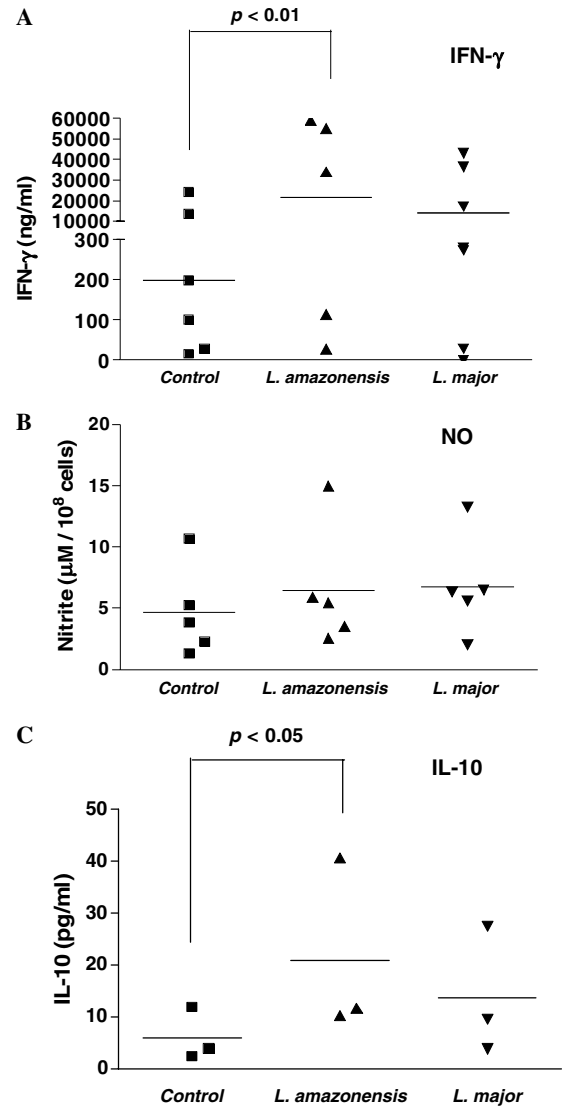 A
p < 0.01
IFN-γ
IFN-γ (ng/ml)
60000
50000
40000
30000
20000
10000
300
200
100
0
Control
L. amazonensis
L. major
B
NO
Nitrite (μM / 10⁸ cells)
20
15
10
5
0
Control
L. amazonensis
L. major
C
p < 0.05
IL-10
IL-10 (pg/ml)
50
40
30
20
10
0
Control
L. amazonensis
L. major